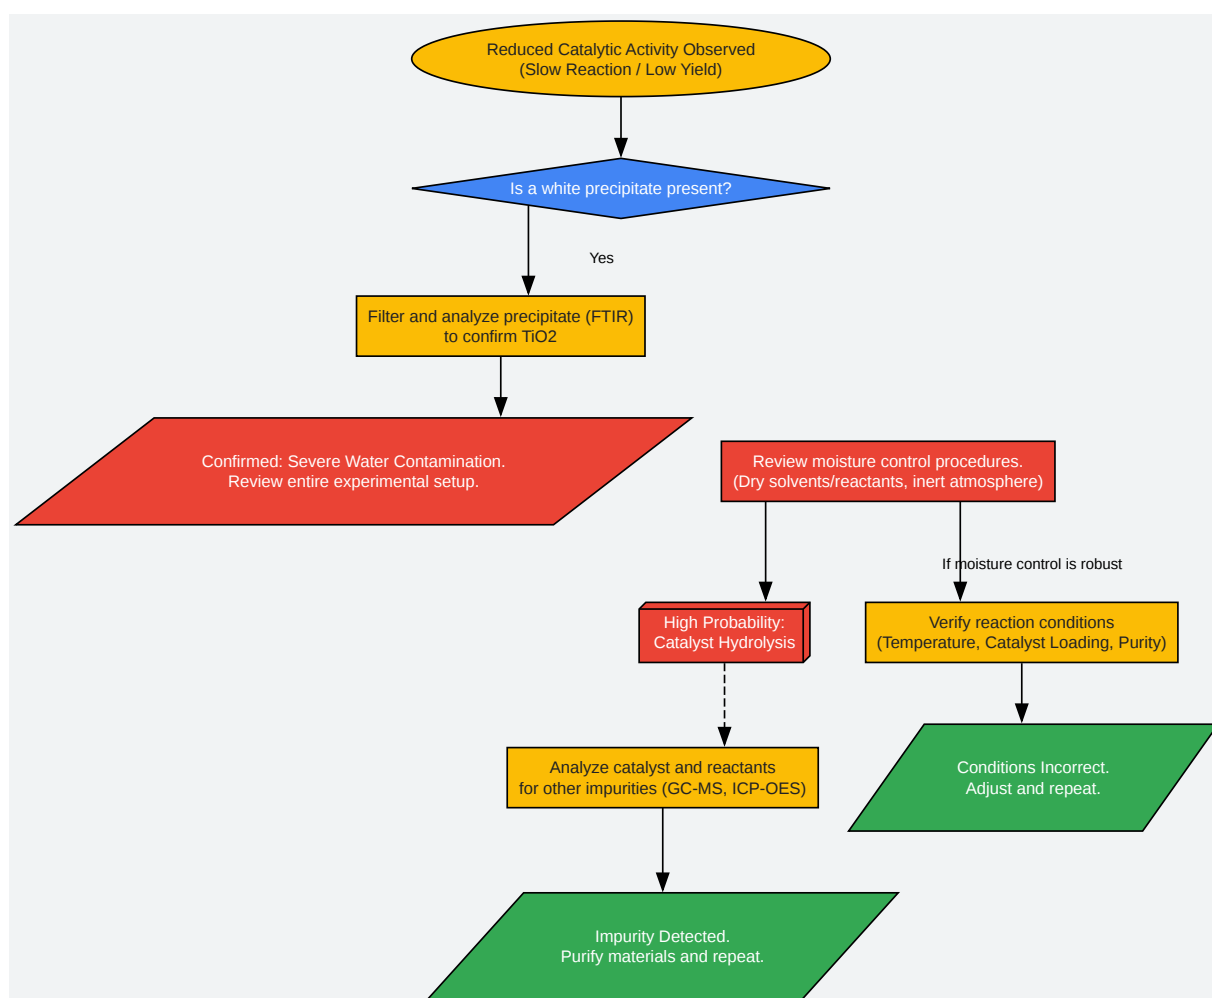 Reduced Catalytic Activity Observed
(Slow Reaction / Low Yield)
Is a white precipitate present?
Yes
Filter and analyze precipitate (FTIR)
to confirm TiO2
Confirmed: Severe Water Contamination.
Review entire experimental setup.
Review moisture control procedures.
(Dry solvents/reactants, inert atmosphere)
If moisture control is robust
High Probability:
Catalyst Hydrolysis
Verify reaction conditions
(Temperature, Catalyst Loading, Purity)
Analyze catalyst and reactants
for other impurities (GC-MS, ICP-OES)
Conditions Incorrect.
Adjust and repeat.
Impurity Detected.
Purify materials and repeat.